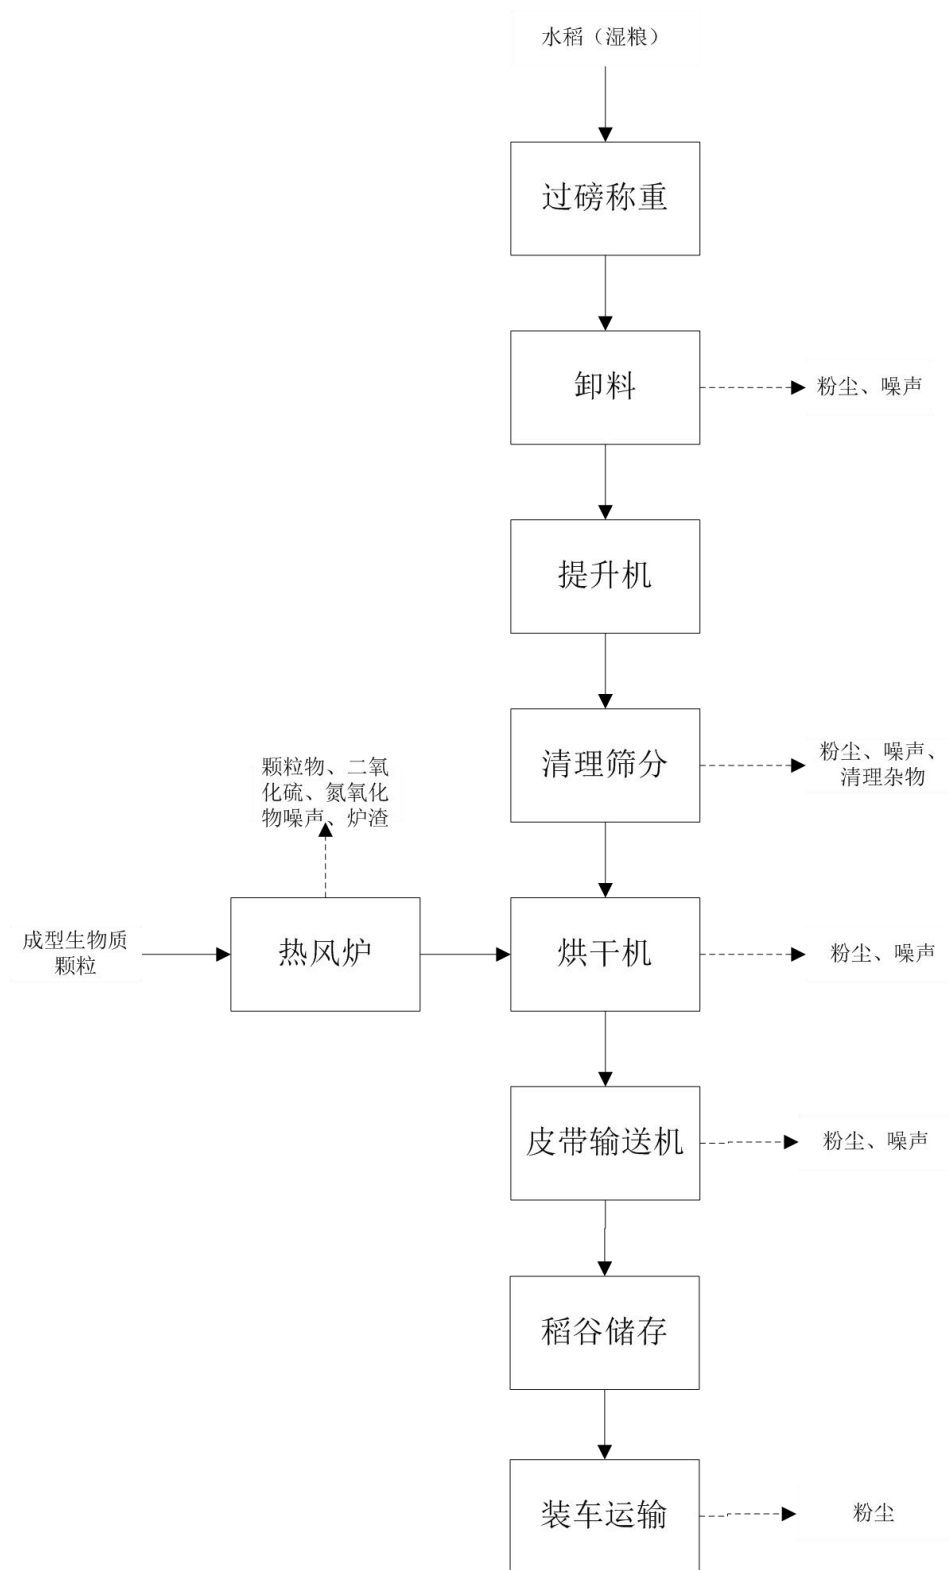 水稻（湿粮）
过磅称重
卸料
粉尘、噪声
提升机
清理筛分
粉尘、噪声、
清理杂物
颗粒物、二氧
化硫、氮氧化
物噪声、炉渣
成型生物质
颗粒
热风炉
烘干机
粉尘、噪声
皮带输送机
粉尘、噪声
稻谷储存
装车运输
粉尘